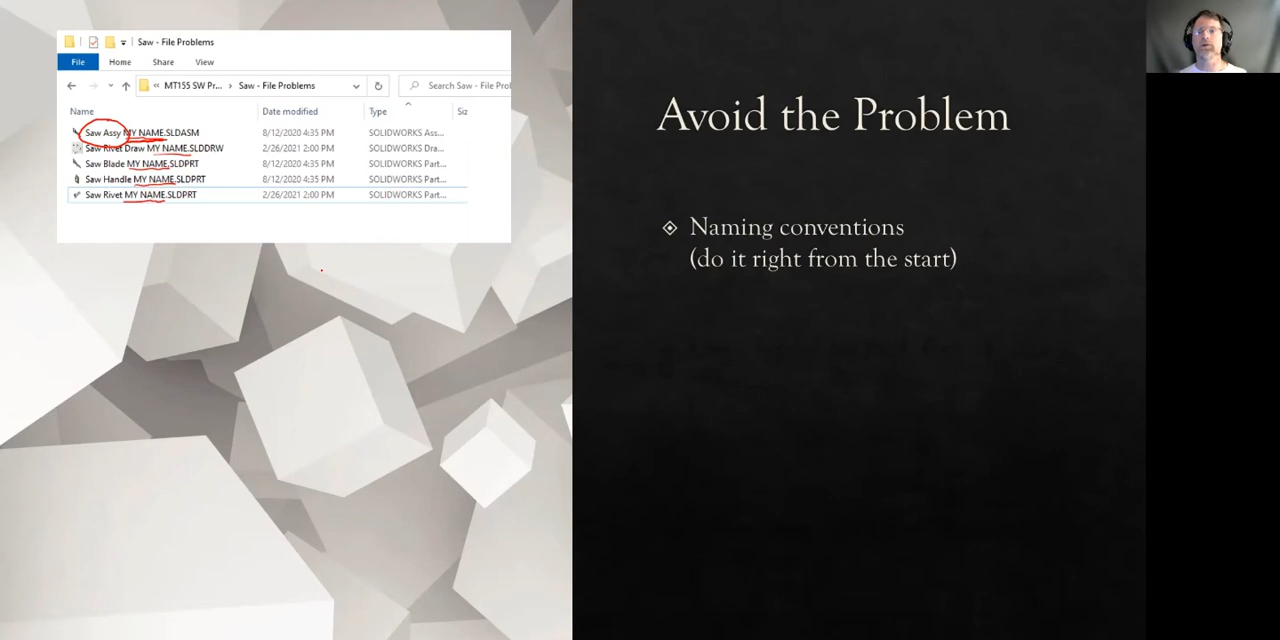 Saw - File Problems
File Home Share View
« MT155 SW Pr... › Saw - File Problems Search Saw - File Pro
Name Date modified Type Siz
Saw Assy MY NAME.SLDASM 8/12/2020 4:35 PM SOLIDWORKS Ass...
Saw Rivet Draw MY NAME.SLDDRW 2/26/2021 2:00 PM SOLIDWORKS Dra...
Saw Blade MY NAME.SLDPRT 8/12/2020 4:35 PM SOLIDWORKS Part...
Saw Handle MY NAME.SLDPRT 8/12/2020 4:35 PM SOLIDWORKS Part...
Saw Rivet MY NAME.SLDPRT 2/26/2021 2:00 PM SOLIDWORKS Part...
Avoid the Problem
Naming conventions
(do it right from the start)